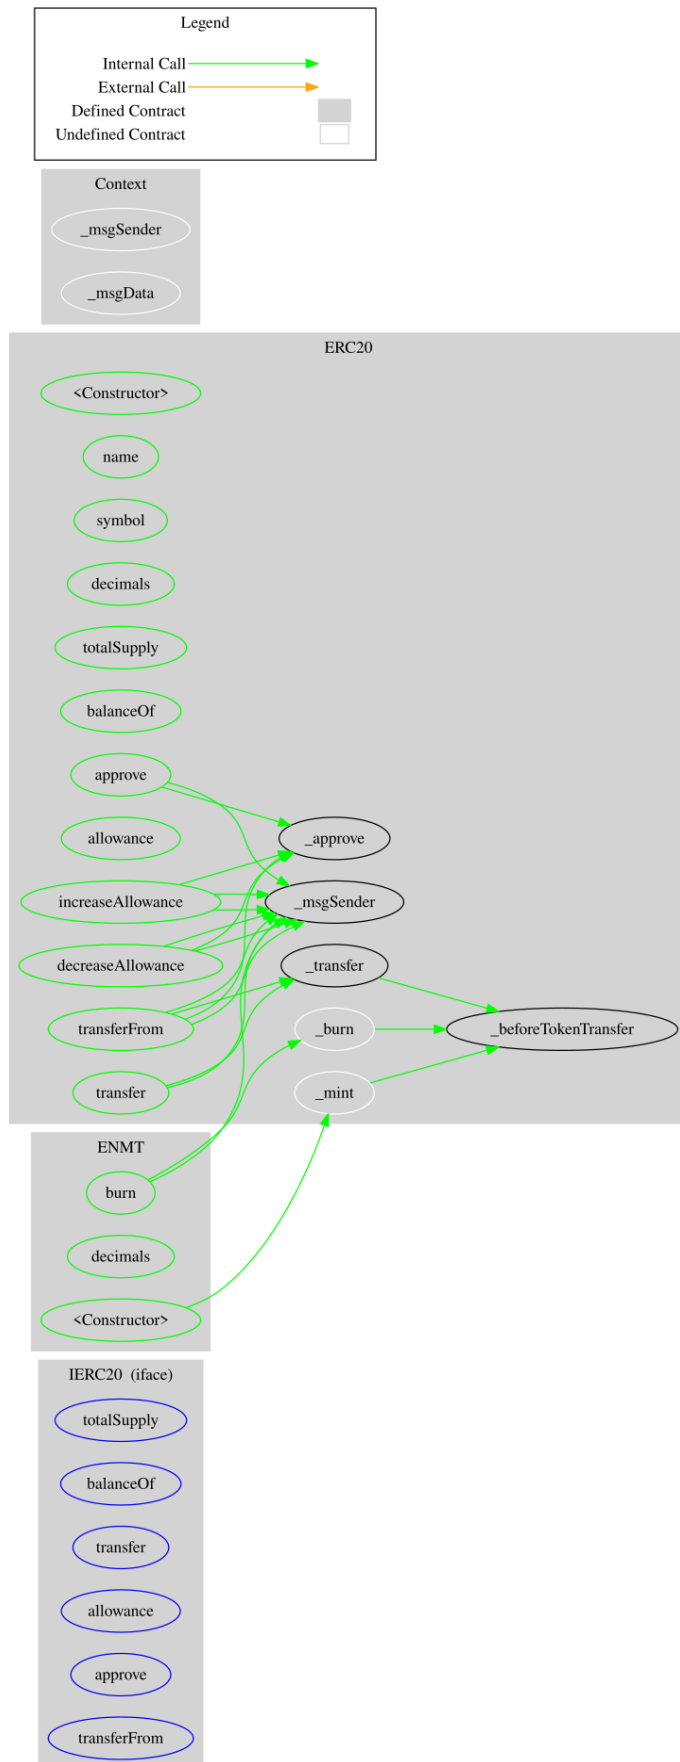 Legend
Internal Call
External Call
Defined Contract
Undefined Contract
Context
_msgSender
_msgData
ERC20
<Constructor>
name
symbol
decimals
totalSupply
balanceOf
approve
allowance
_approve
increaseAllowance
_msgSender
decreaseAllowance
_transfer
transferFrom
_burn
_beforeTokenTransfer
transfer
_mint
ENMT
burn
decimals
<Constructor>
IERC20 (iface)
totalSupply
balanceOf
transfer
allowance
approve
transferFrom